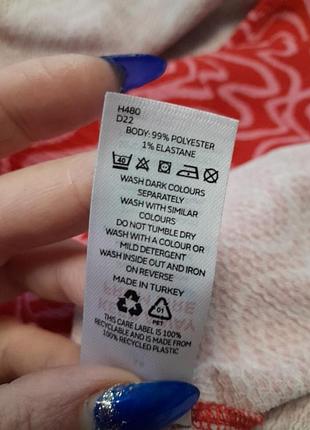 H480
D22
BODY: 99% POLYESTER
1% ELASTANE
40
WASH DARK COLOURS
SEPARATELY
WASH WITH SIMILAR
COLOURS
DO NOT TUMBLE DRY
WASH WITH A COLOUR OR
MILD DETERGENT
WASH INSIDE OUT AND IRON
ON REVERSE
MADE IN TURKEY
01
PET
THIS CARE LABEL IS 100%
RECYCLABLE AND IS MADE FROM
100% RECYCLED PLASTIC